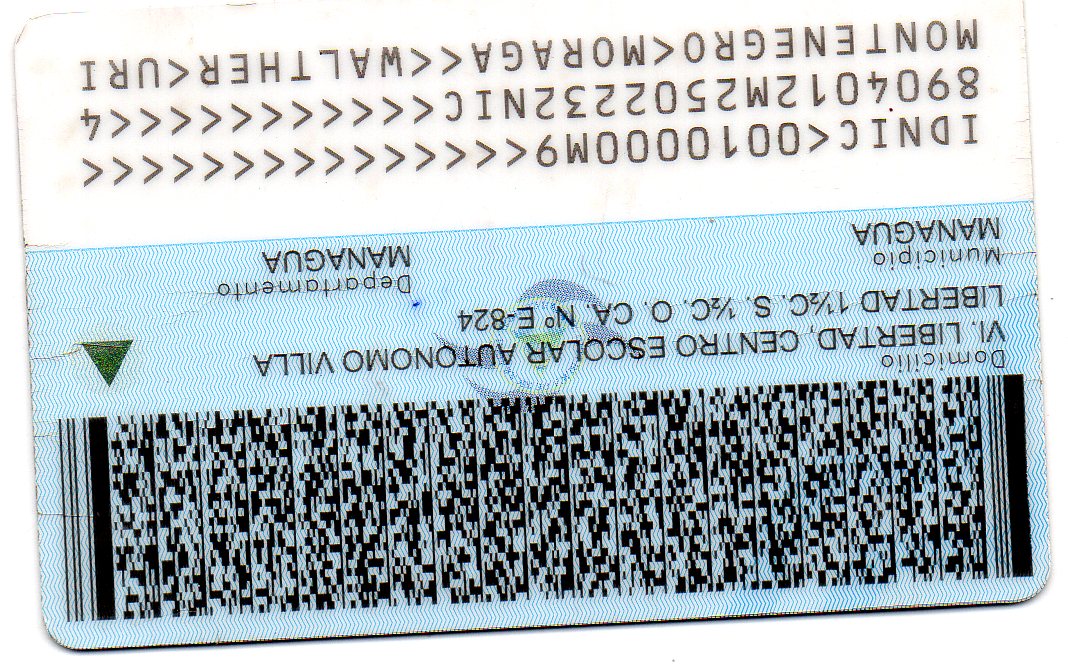 Domicilio
VI. LIBERTAD, CENTRO ESCOLAR AUTONOMO VILLA
LIBERTAD 1½C. S. ½C. O. CA. Nº E-824
Municipio Departamento
MANAGUA MANAGUA
IDNIC<0010000M9<<<<<<<<<<<<<<<
8904012M2502232NIC<<<<<<<<<<<4
MONTENEGRO<MORAGA<<WALTHER<URI